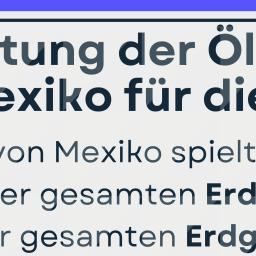 tung der Öl
exiko für die
von Mexiko spielt
er gesamten Erd
r gesamten Erdg